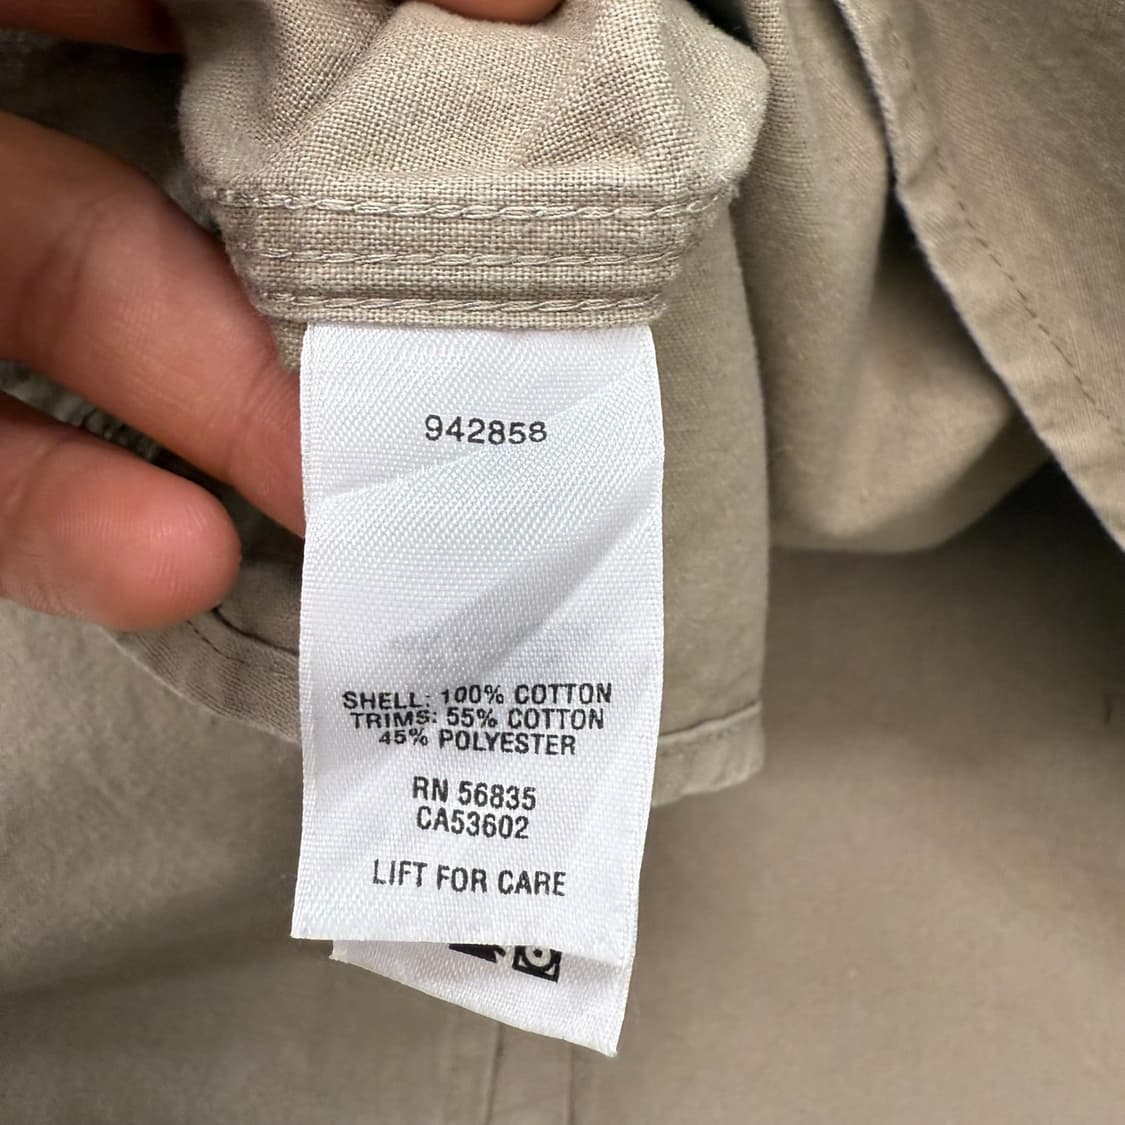 942858
SHELL: 100% COTTON
TRIMS: 55% COTTON
45% POLYESTER
RN 56835
CA53602
LIFT FOR CARE